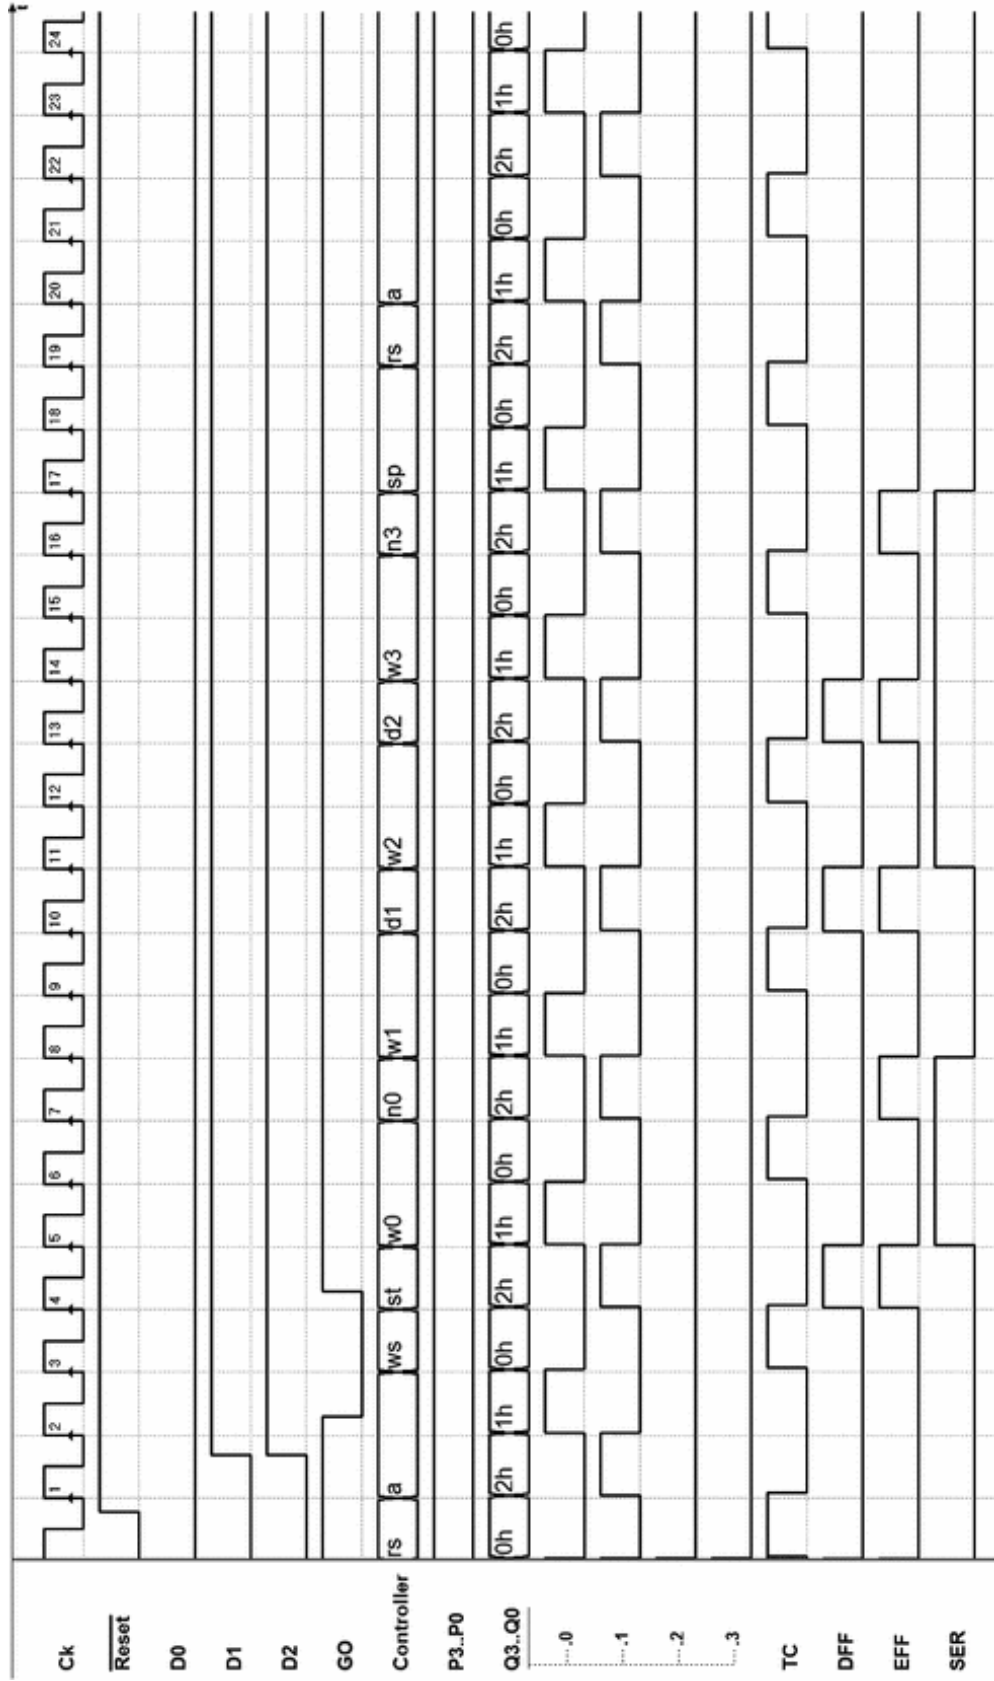 Ck 1 2 3 4 5 6 7 8 9 10 11 12 13 14 15 16 17 18 19 20 21 22 23 24
Reset
D0
D1
D2
GO
Controller rs a ws st w0 n0 w1 d1 w2 d2 w3 n3 sp rs a
P3..P0
Q3..Q0 0h 2h 1h 0h 2h 1h 0h 2h 1h 0h 2h 1h 0h 2h 1h 0h 2h 1h 0h 2h 1h 0h 2h 1h 0h
.0
.1
.2
.3
TC
DFF
EFF
SER